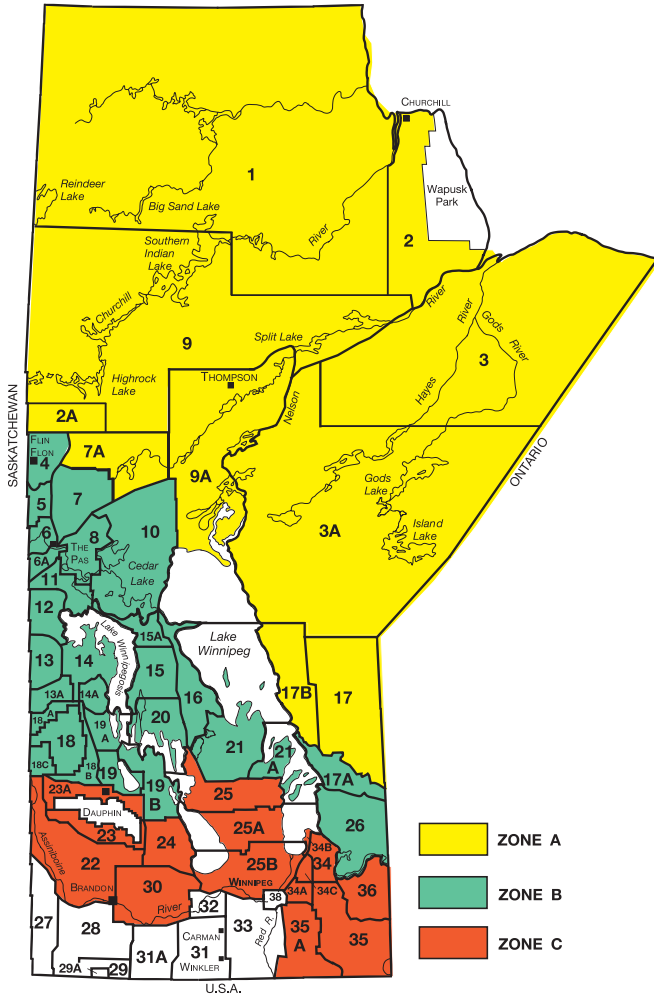 CHURCHILL
1
Reindeer
Lake
Big Sand Lake
River
Wapusk
Park
2
Southern
Indian
Lake
Churchill
9
Split Lake
River
River
Gods
River
3
Highrock
Lake
THOMPSON
Nelson
Hayes
2A
SASKATCHEWAN
ONTARIO
FLIN
FLON
4
7A
9A
Gods
Lake
3A
Island
Lake
5
7
6
8
THE
PAS
10
Cedar
Lake
6A
11
12
Lake Winnipegosis
15A
Lake
Winnipeg
13
14
15
13A
14A
16
17B
17
18
A
18
19
A
20
21
21
A
17A
18C
18
B
19
19
B
23A
DAUPHIN
25
26
Assiniboine
23
24
25A
34B
34
22
25B
WINNIPEG
34A
34C
36
BRANDON
30
River
32
38
27
28
33
Red R.
35
A
35
CARMAN
31A
31
WINKLER
29A
29
U.S.A.
ZONE A
ZONE B
ZONE C